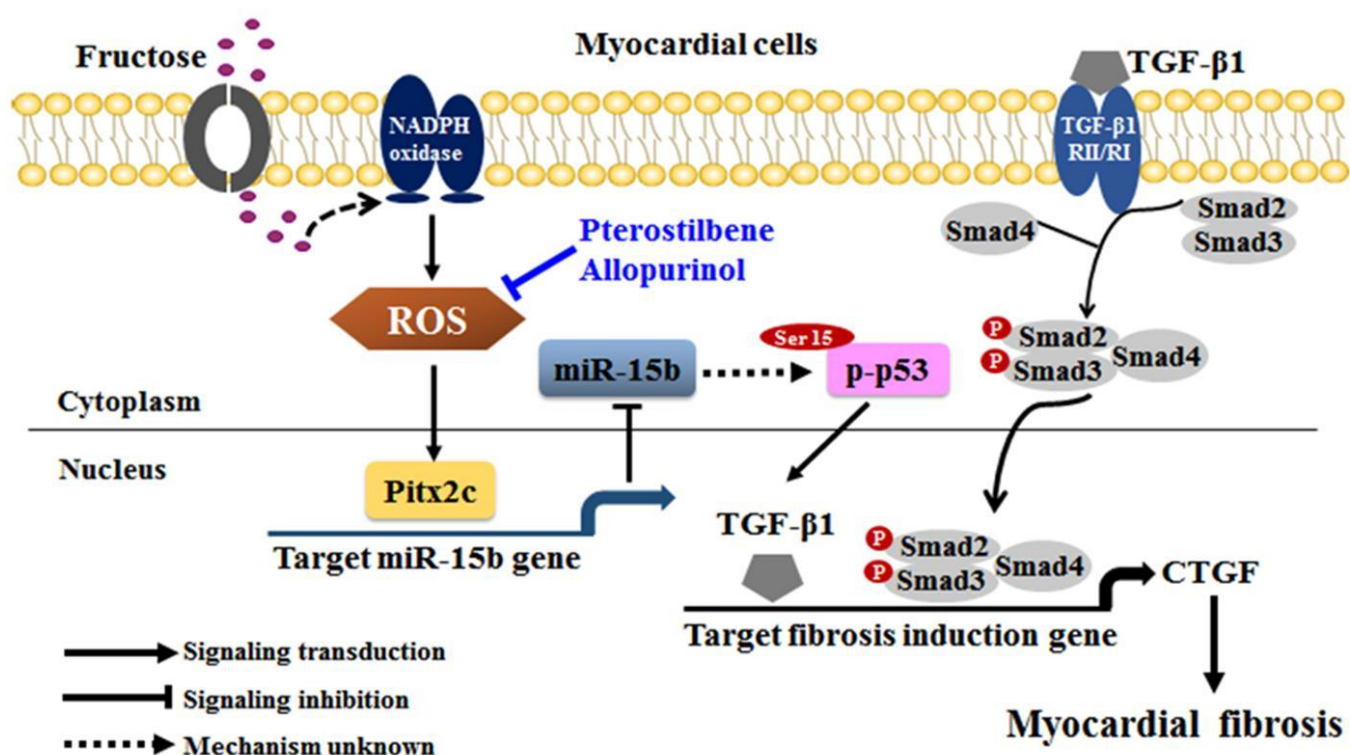 Myocardial cells
Fructose
TGF-β1
NADPH
oxidase
TGF-β1
RII/RI
Pterostilbene
Allopurinol
Smad4
Smad2
Smad3
ROS
miR-15b
Ser 15
p-p53
P
P
Smad2
Smad3
Smad4
Cytoplasm
Nucleus
Pitx2c
Target miR-15b gene
TGF-β1
P
P
Smad2
Smad3
Smad4
CTGF
Target fibrosis induction gene
Signaling transduction
Signaling inhibition
Mechanism unknown
Myocardial fibrosis